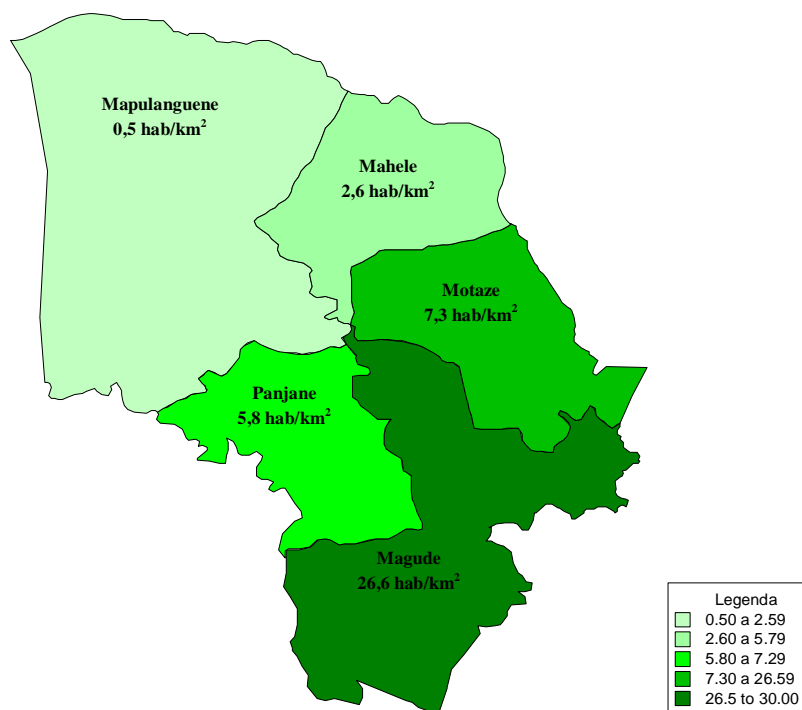 Mapulanguene
0,5 hab/km²
Mahele
2,6 hab/km²
Motaze
7,3 hab/km²
Panjane
5,8 hab/km²
Magude
26,6 hab/km²
Legenda
0.50 a 2.59
2.60 a 5.79
5.80 a 7.29
7.30 a 26.59
26.5 to 30.00